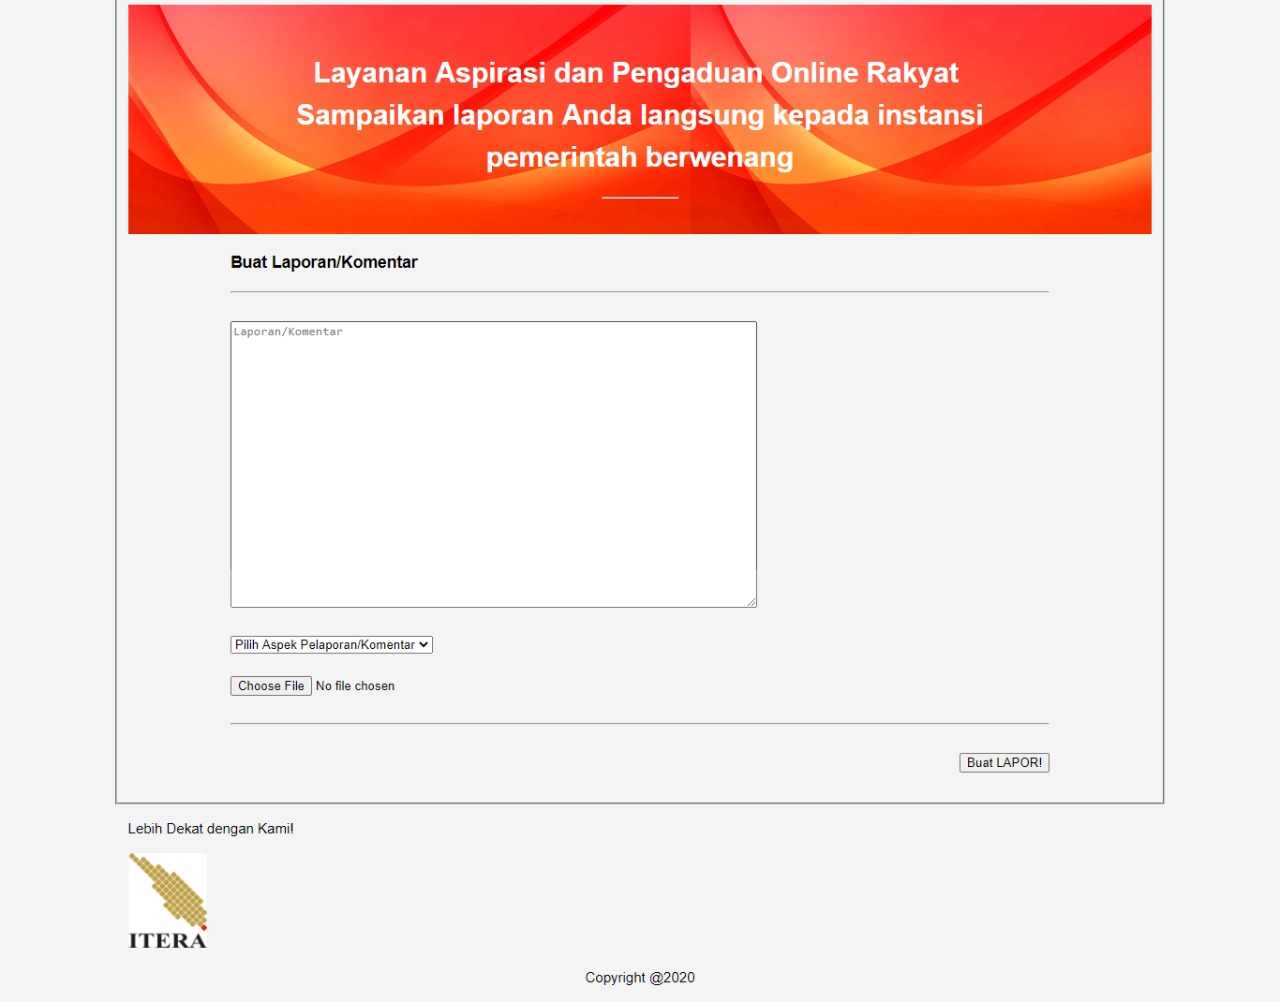 Layanan Aspirasi dan Pengaduan Online Rakyat
Sampaikan laporan Anda langsung kepada instansi
pemerintah berwenang
Buat Laporan/Komentar
Laporan/Komentar
Pilih Aspek Pelaporan/Komentar
Choose File No file chosen
Buat LAPOR!
Lebih Dekat dengan Kami!
ITERA
Copyright @2020